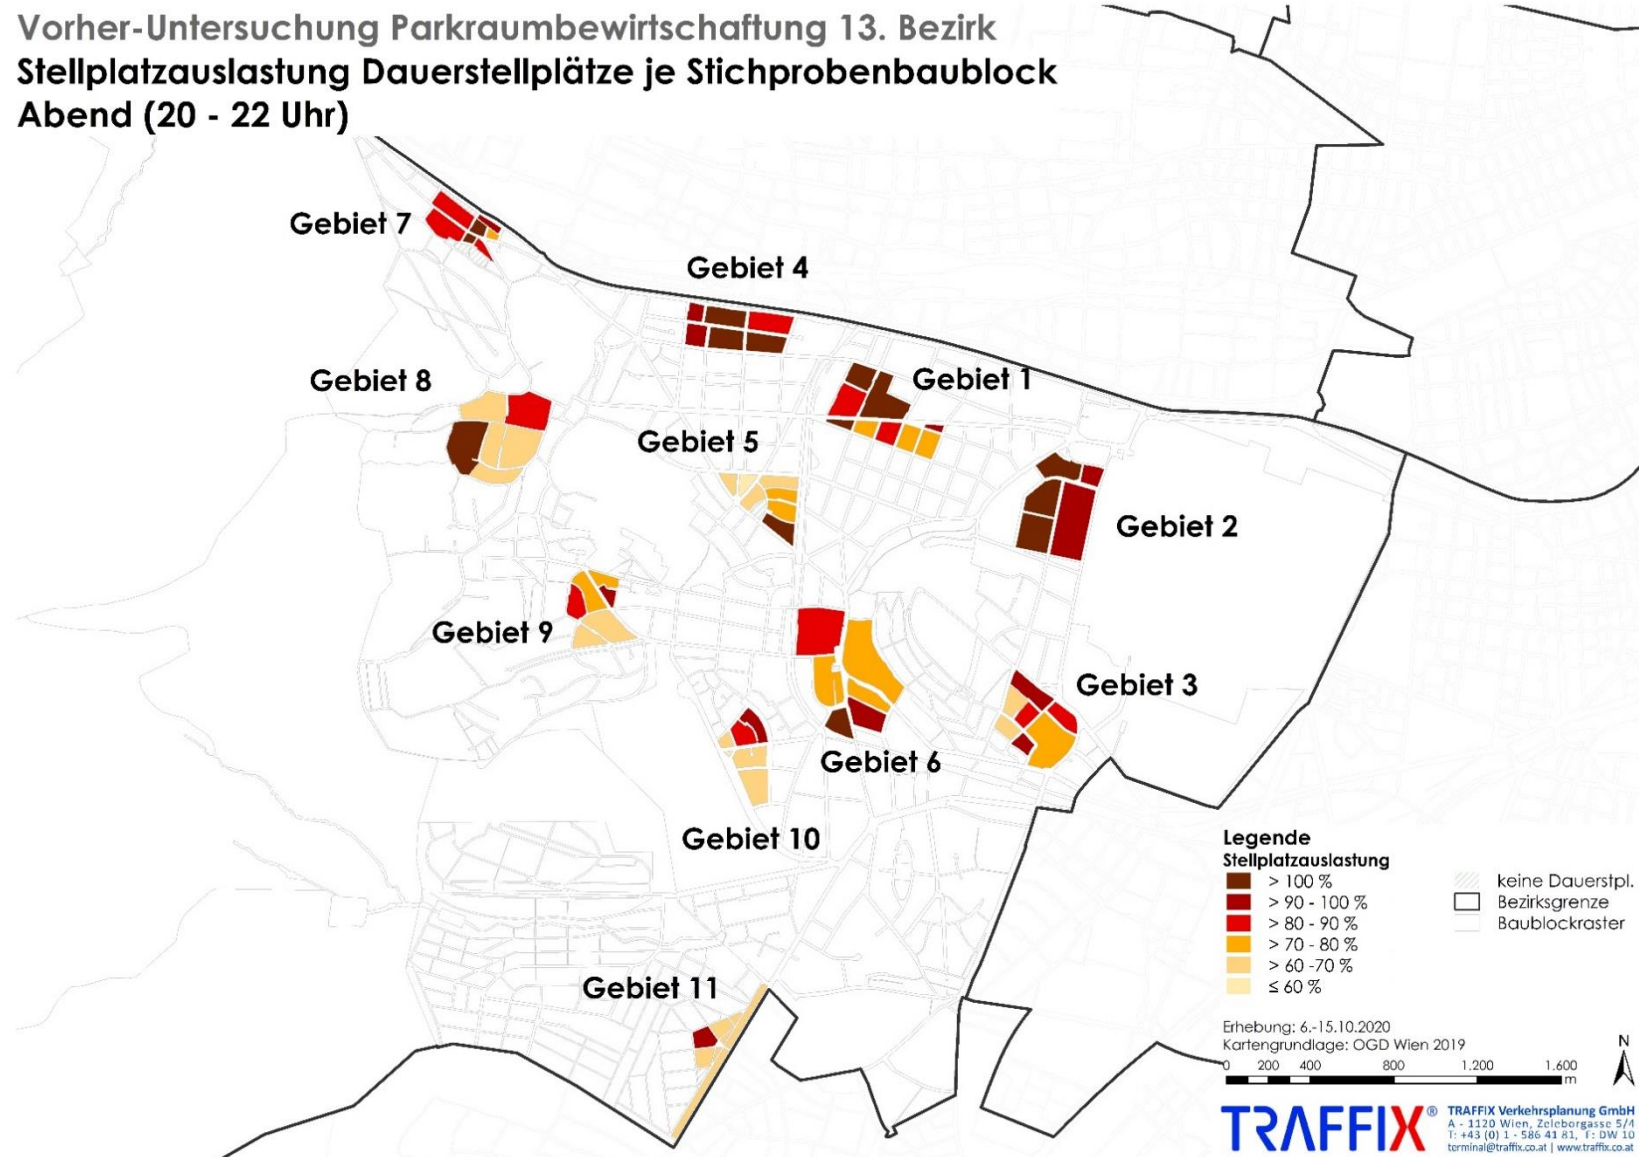 Vorher-Untersuchung Parkraumbewirtschaftung 13. Bezirk
Stellplatzauslastung Dauerstellplätze je Stichprobenbaublock
Abend (20 - 22 Uhr)
Gebiet 7
Gebiet 4
Gebiet 8
Gebiet 1
Gebiet 5
Gebiet 2
Gebiet 9
Gebiet 3
Gebiet 6
Gebiet 10
Gebiet 11
Legende
Stellplatzauslastung
> 100 %
> 90 - 100 %
> 80 - 90 %
> 70 - 80 %
> 60 -70 %
≤ 60 %
keine Dauerstpl.
Bezirksgrenze
Baublockraster
Erhebung: 6.-15.10.2020
Kartengrundlage: OGD Wien 2019
0 200 400 800 1.200 1.600
m
N
TRAFFIX®
TRAFFIX Verkehrsplanung GmbH
A - 1120 Wien, Zeleborgasse 5/4
T: +43 (0) 1 - 586 41 81, F: DW 10
terminal@traffix.co.at | www.traffix.co.at